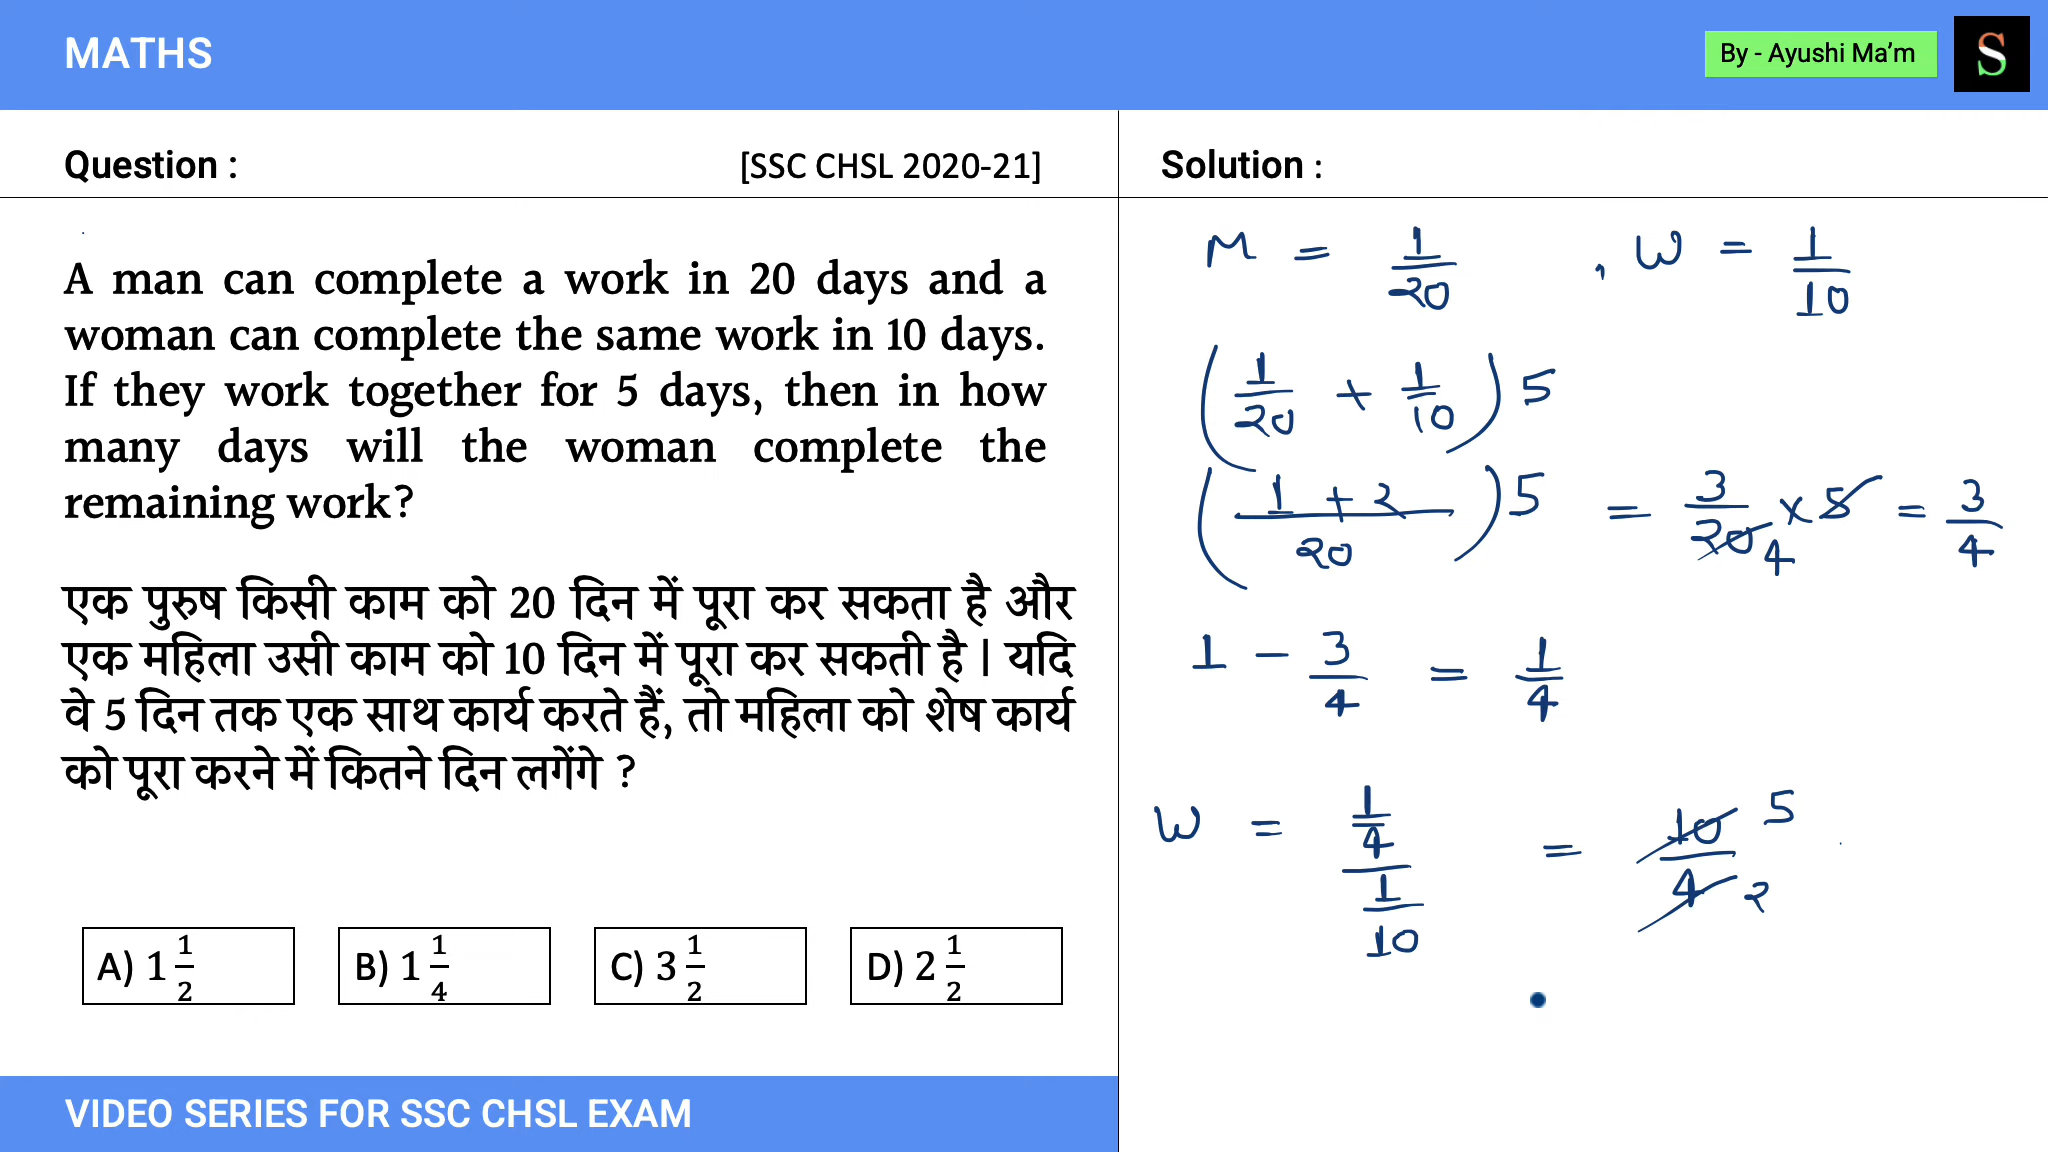 MATHS
By - Ayushi Ma’m
S
Question :
[SSC CHSL 2020-21]
A man can complete a work in 20 days and a
woman can complete the same work in 10 days.
If they work together for 5 days, then in how
many days will the woman complete the
remaining work?
एक पुरुष किसी काम को 20 दिन में पूरा कर सकता है और
एक महिला उसी काम को 10 दिन में पूरा कर सकती है । यदि
वे 5 दिन तक एक साथ कार्य करते हैं, तो महिला को शेष कार्य
को पूरा करने में कितने दिन लगेंगे ?
A) 1 1/2
B) 1 1/4
C) 3 1/2
D) 2 1/2
VIDEO SERIES FOR SSC CHSL EXAM
Solution :
M = 1/20 , W = 1/10
(1/20 + 1/10) 5
((1 + 2)/20) 5 = 3/20 4 × 5 = 3/4
1 - 3/4 = 1/4
W = (1/4)/(1/10) = 10/4 5 2